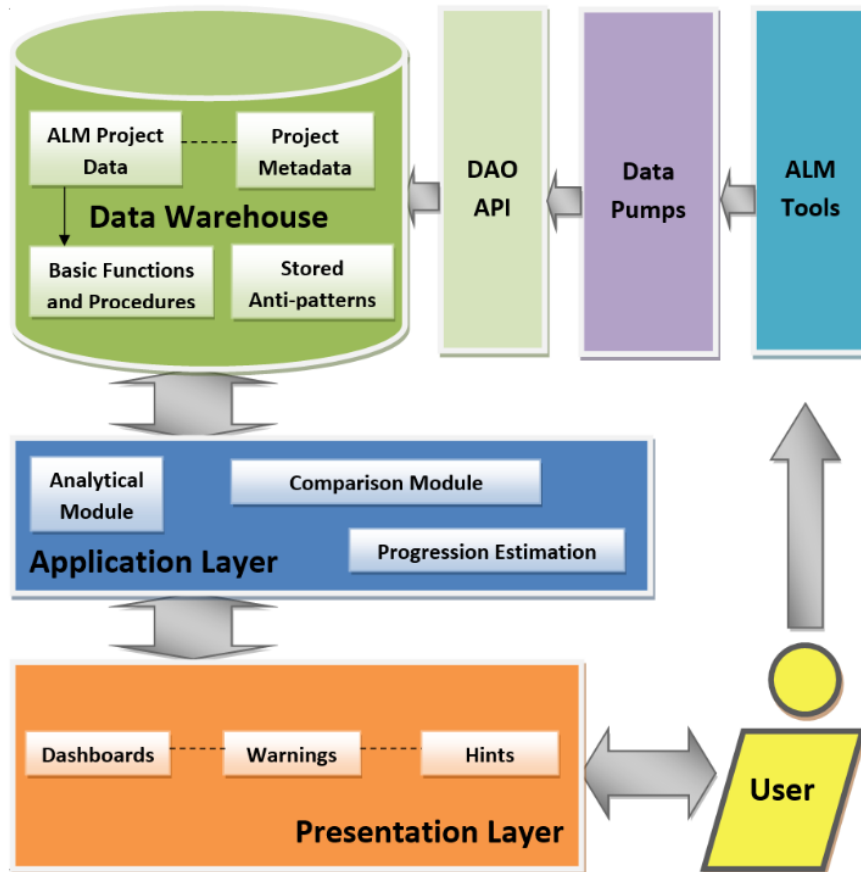 ALM Project
Data
Project
Metadata
Data Warehouse
Basic Functions
and Procedures
Stored
Anti-patterns
DAO
API
Data
Pumps
ALM
Tools
Analytical
Module
Comparison Module
Progression Estimation
Application Layer
Dashboards
Warnings
Hints
Presentation Layer
User